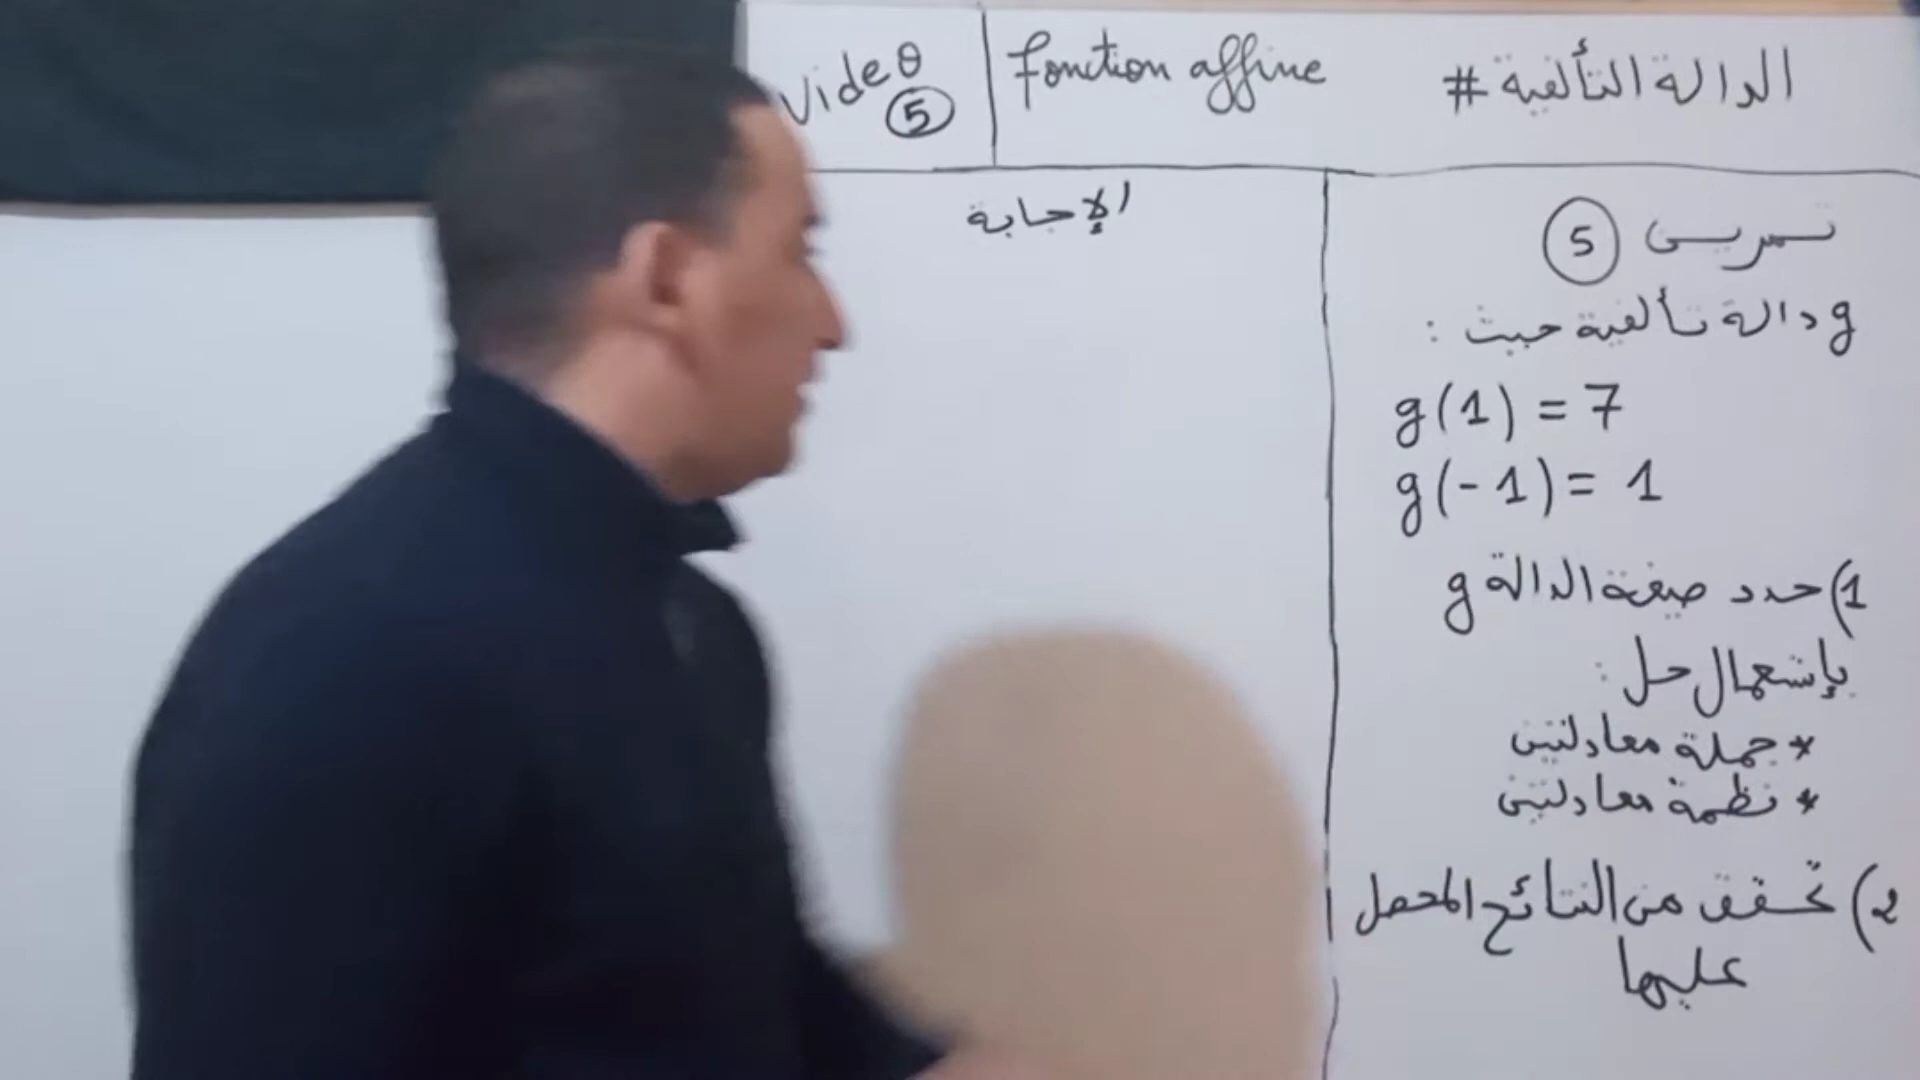 Video 5
Fonction affine
الدالة التألفية #
تمرين 5
g دالة تألفية حيث :
g(1) = 7
g(-1) = 1
1) حدد صيغة الدالة g
بإستعمال حل :
* جملة معادلتين
* نظمة معادلتين
2) تحقق من النتائج المحصل
عليها
الإجابة